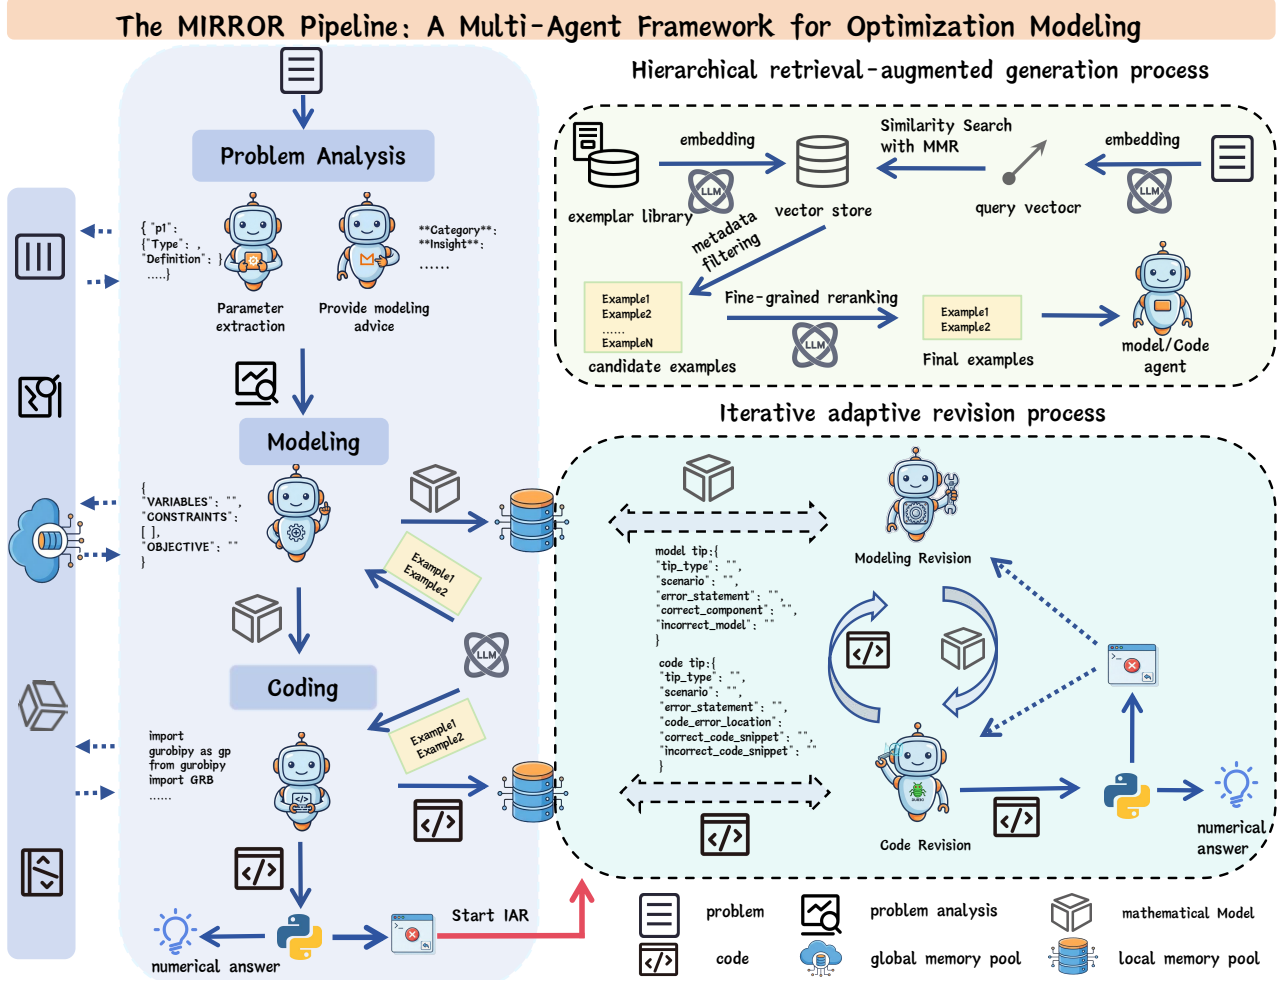 The MIRROR Pipeline: A Multi-Agent Framework for Optimization Modeling
Problem Analysis
{ "p1":
{"Type": ,
"Definition": }
.....}
**Category**:
**Insight**:
......
Parameter
extraction
Provide modeling
advice
Modeling
{
"VARIABLES": "",
"CONSTRAINTS":
[ ],
"OBJECTIVE": ""
}
Example1
Example2
LLM
Coding
Example1
Example2
import
gurobipy as gp
from gurobipy
import GRB
......
</>
</>
</>
Start IAR
numerical answer
Hierarchical retrieval-augmented generation process
exemplar library
embedding
LLM
vector store
Similarity Search
with MMR
query vectocr
embedding
LLM
metadata
filtering
Example1
Example2
......
ExampleN
candidate examples
Fine-grained reranking
LLM
Example1
Example2
Final examples
model/Code
agent
Iterative adaptive revision process
model tip:{
"tip_type": "",
"scenario": "",
"error_statement": "",
"correct_component": "",
"incorrect_model": ""
}
code tip:{
"tip_type": "",
"scenario": "",
"error_statement": "",
"code_error_location":
"correct_code_snippet": "",
"incorrect_code_snippet": ""
}
</>
Modeling Revision
</>
Code Revision
</>
numerical
answer
problem
problem analysis
mathematical Model
</>
code
global memory pool
local memory pool